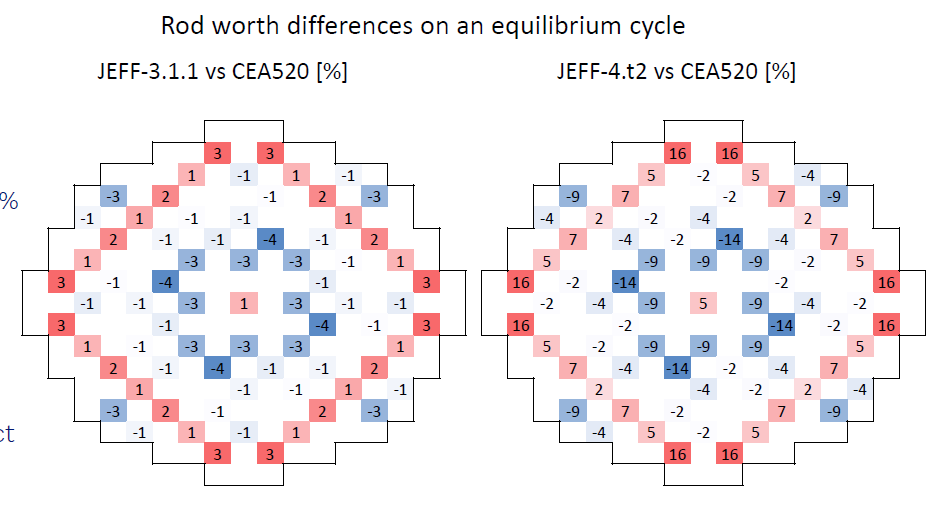 Rod worth differences on an equilibrium cycle
JEFF-3.1.1 vs CEA520 [%] JEFF-4.t2 vs CEA520 [%]
3 3 16 16
1 -1 1 -1 5 -2 5 -4
% -3 2 -1 2 -3 -9 7 -2 7 -9
-1 1 -1 -1 1 -4 2 -2 -4 2
2 -1 -1 -4 -1 2 7 -4 -2 -14 -4 7
1 -3 -3 -3 -1 1 5 -9 -9 -9 -2 5
3 -1 -4 -1 3 16 -2 -14 -2 16
-1 -1 -3 1 -3 -1 -1 -2 -4 -9 5 -9 -4 -2
3 -1 -4 -1 3 16 -2 -14 -2 16
1 -1 -3 -3 -3 1 5 -2 -9 -9 -9 5
2 -1 -4 -1 -1 2 7 -4 -14 -2 -4 7
1 -1 -1 1 -1 2 -4 -2 2 -4
-3 2 -1 2 -3 -9 7 -2 7 -9
ct -1 1 -1 1 -4 5 -2 5
3 3 16 16